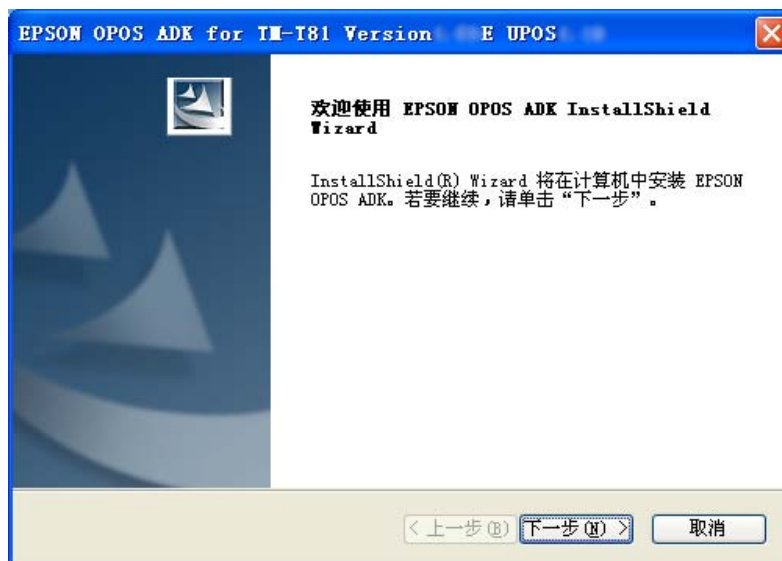 EPSON OPOS ADK for TM-T81 Version E UPOS
欢迎使用 EPSON OPOS ADK InstallShield
Wizard
InstallShield(R) Wizard 将在计算机中安装 EPSON
OPOS ADK。若要继续，请单击“下一步”。
< 上一步(B) 下一步(N) > 取消